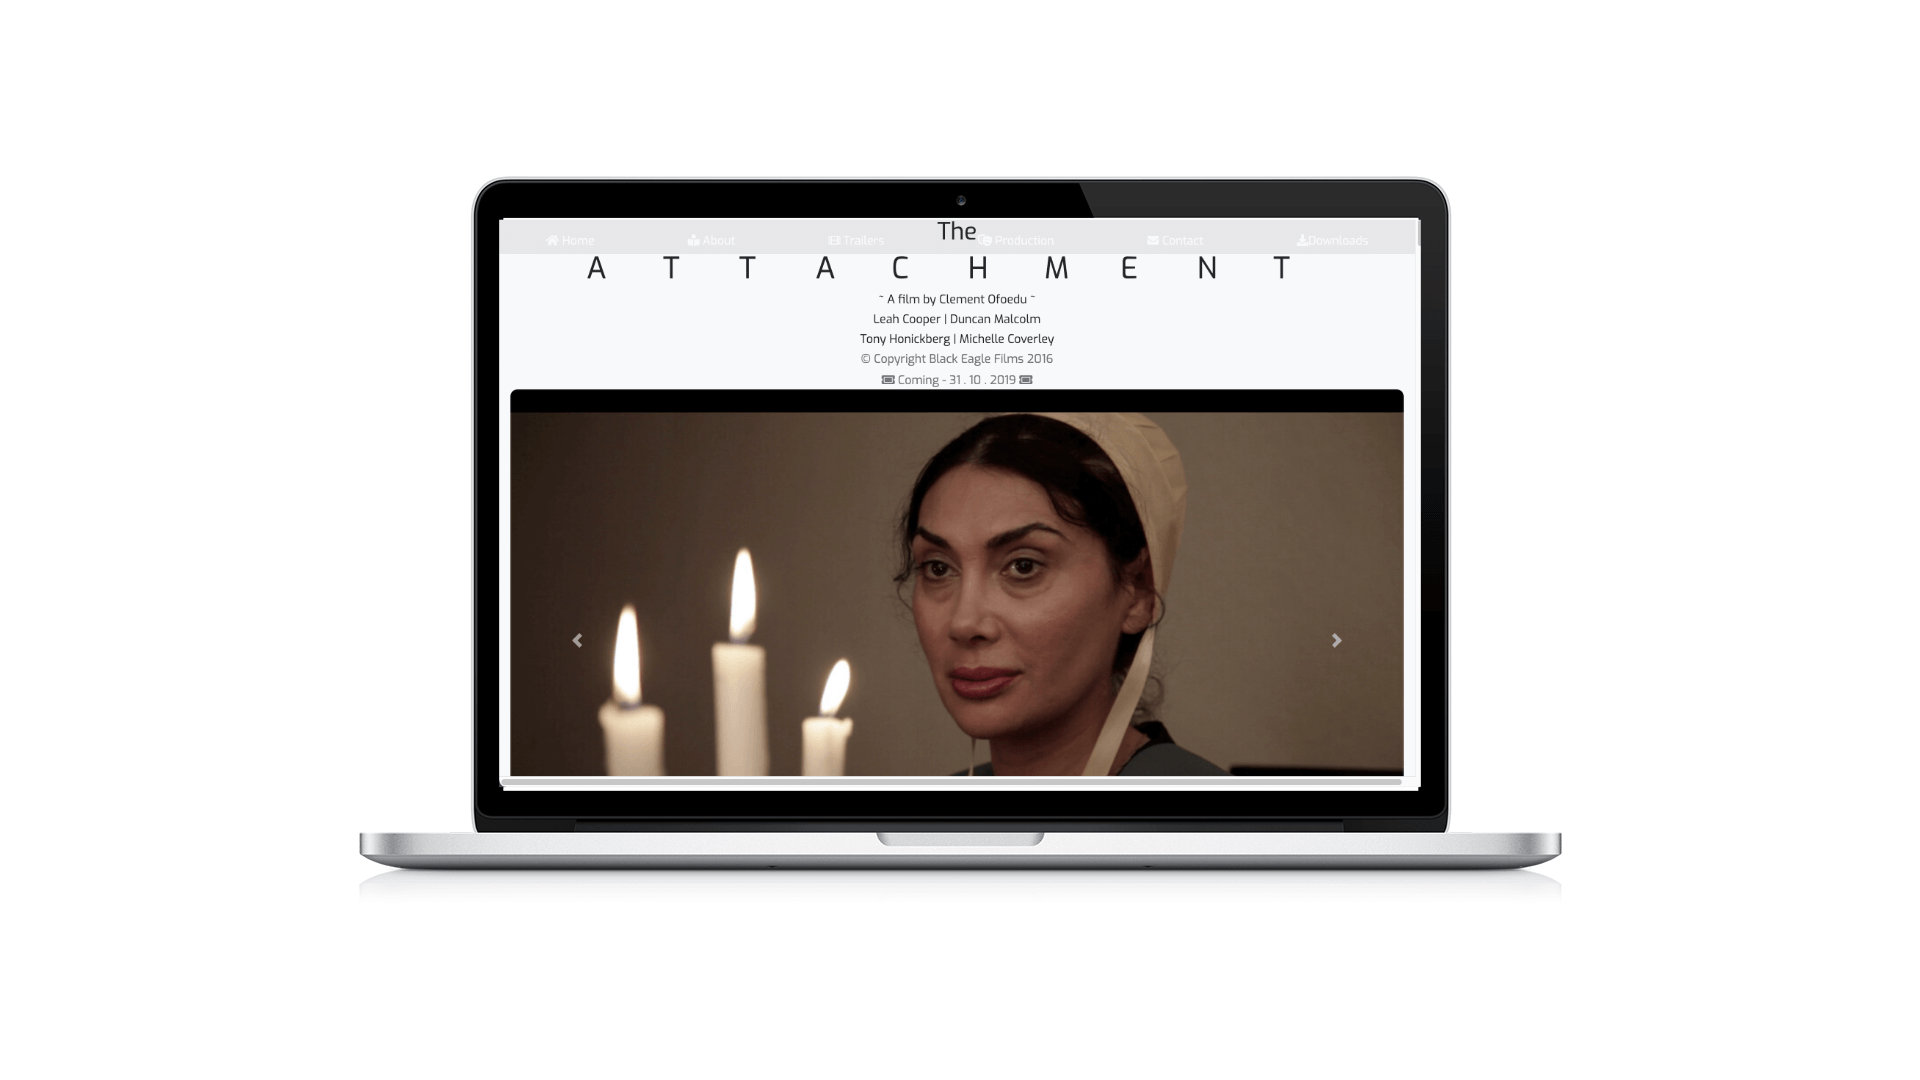 The
Home About Trailers Production Contact Downloads
A T T A C H M E N T
~ A film by Clement Ofoedu ~
Leah Cooper | Duncan Malcolm
Tony Honickberg | Michelle Coverley
© Copyright Black Eagle Films 2016
Coming - 31 . 10 . 2019